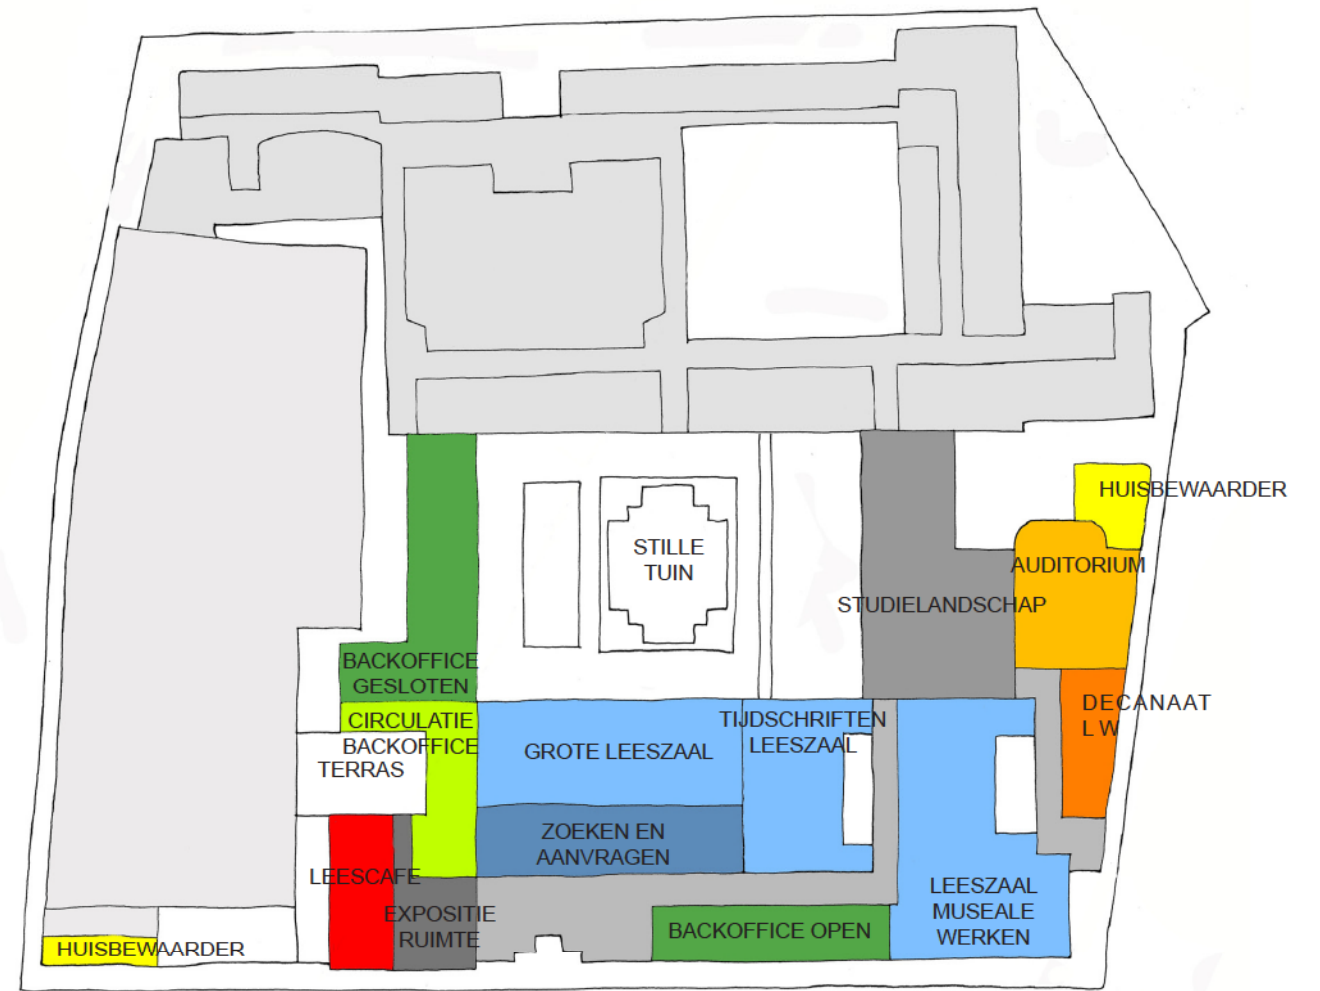 HUISBEWAARDER
STILLE
TUIN
AUDITORIUM
STUDIELANDSCHAP
BACKOFFICE
GESLOTEN
DECANAAT
L W
CIRCULATIE
BACKOFFICE
TERRAS
GROTE LEESZAAL
TIJDSCHRIFTEN
LEESZAAL
ZOEKEN EN
AANVRAGEN
LEESCAFE
EXPOSITIE
RUIMTE
BACKOFFICE OPEN
LEESZAAL
MUSEALE
WERKEN
HUISBEWAARDER